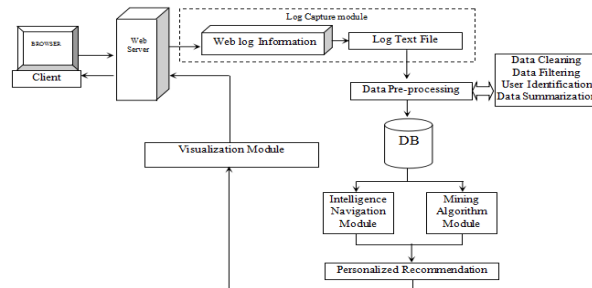 Log Capture module
BROWSER
Client
Web
Server
Web log Information
Log Text File
Data Pre-processing
Data Cleaning
Data Filtering
User Identification
Data Summarization
DB
Visualization Module
Intelligence
Navigation
Module
Mining
Algorithm
Module
Personalized Recommendation